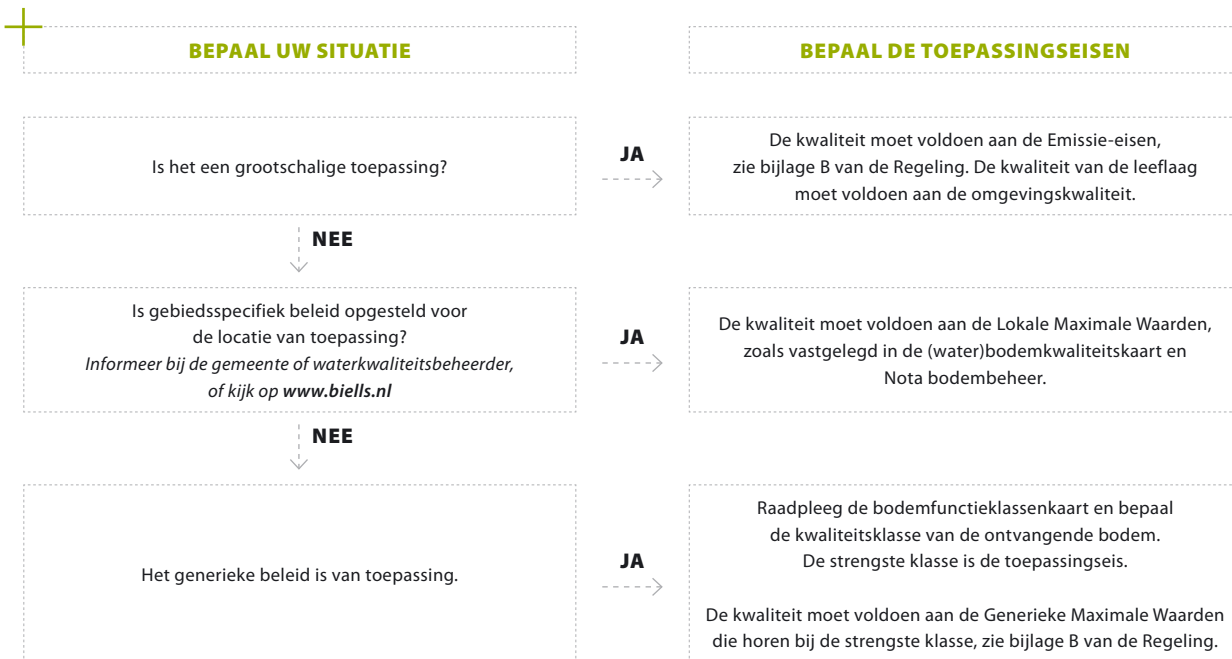 BEPAAL UW SITUATIE
BEPAAL DE TOEPASSINGSEISEN
Is het een grootschalige toepassing?
JA
De kwaliteit moet voldoen aan de Emissie-eisen,
zie bijlage B van de Regeling. De kwaliteit van de leeflaag
moet voldoen aan de omgevingskwaliteit.
NEE
Is gebiedsspecifiek beleid opgesteld voor
de locatie van toepassing?
Informeer bij de gemeente of waterkwaliteitsbeheerder,
of kijk op www.biells.nl
JA
De kwaliteit moet voldoen aan de Lokale Maximale Waarden,
zoals vastgelegd in de (water)bodemkwaliteitskaart en
Nota bodembeheer.
NEE
Het generieke beleid is van toepassing.
JA
Raadpleeg de bodemfunctieklassenkaart en bepaal
de kwaliteitsklasse van de ontvangende bodem.
De strengste klasse is de toepassingseis.
De kwaliteit moet voldoen aan de Generieke Maximale Waarden
die horen bij de strengste klasse, zie bijlage B van de Regeling.